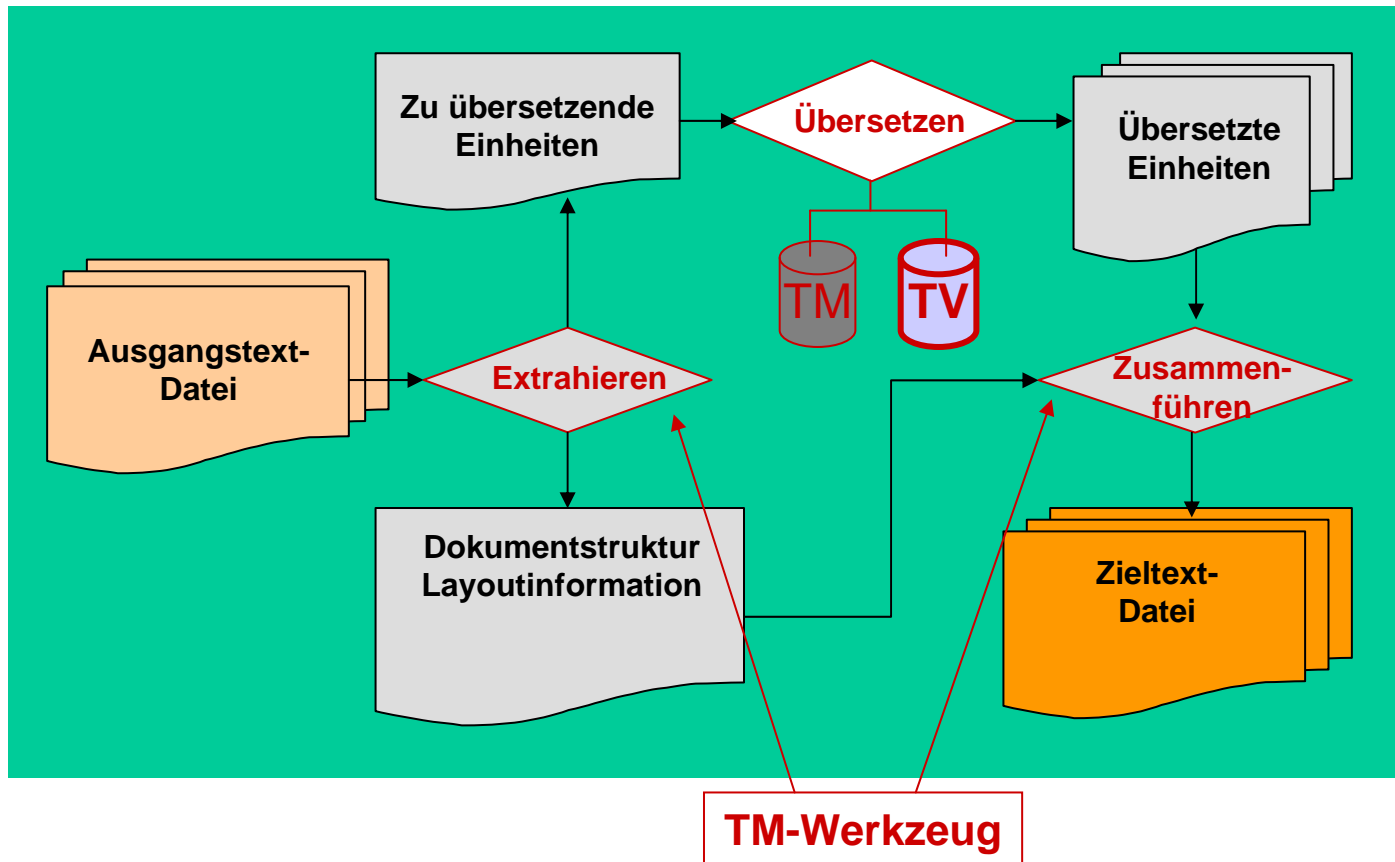 Zu übersetzende
Einheiten
Übersetzen
Übersetzte
Einheiten
TM
TV
Ausgangstext-
Datei
Extrahieren
Zusammen-
führen
Dokumentstruktur
Layoutinformation
Zieltext-
Datei
TM-Werkzeug